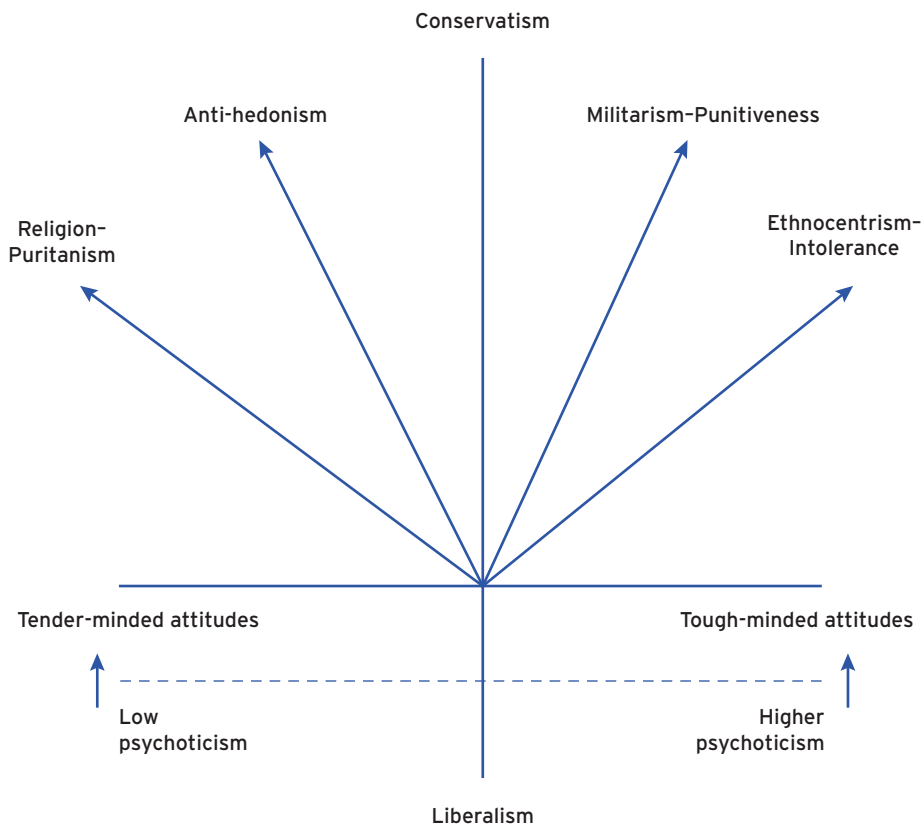 Conservatism
Anti-hedonism
Militarism–Punitiveness
Religion–
Puritanism
Ethnocentrism–
Intolerance
Tender-minded attitudes
Tough-minded attitudes
Low
psychoticism
Higher
psychoticism
Liberalism